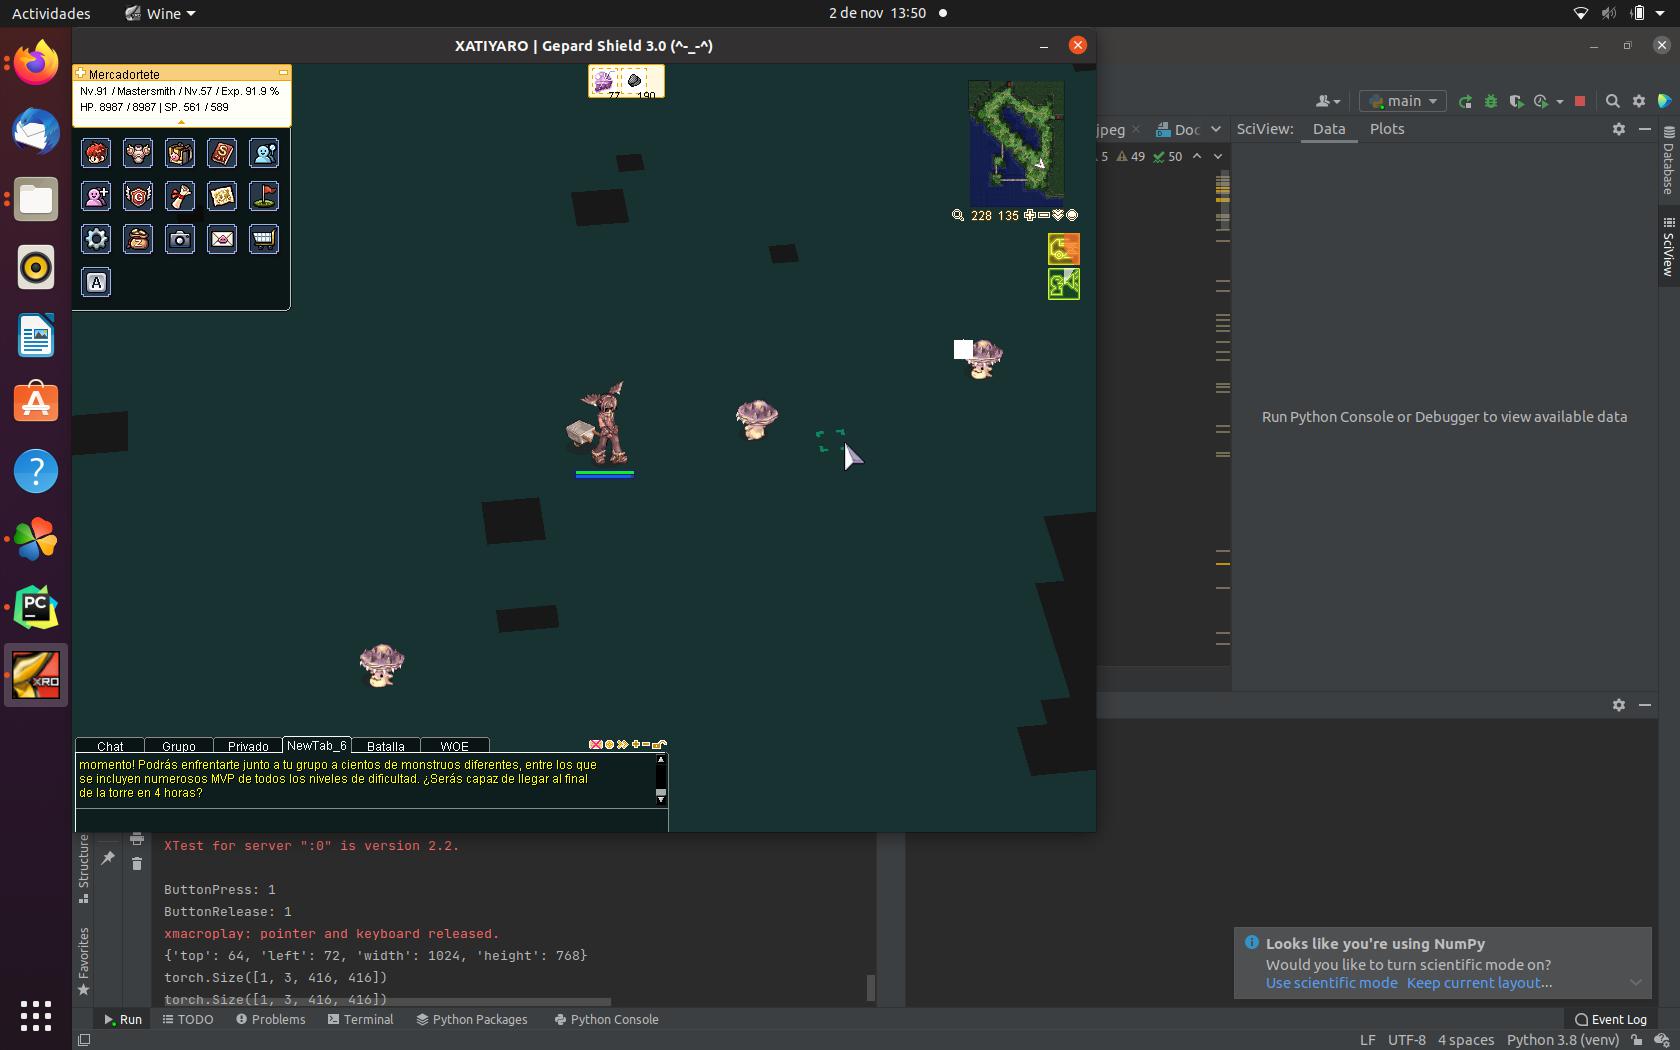 Actividades
Wine
2 de nov 13:50
XATIYARO | Gepard Shield 3.0 (^-_-^)
Mercadortete
Nv.91 / Mastersmith / Nv.57 / Exp. 91.9 %
HP. 8987 / 8987 | SP. 561 / 589
77 190
228 135
main
jpeg
Doc
SciView:
Data
Plots
5
49
50
Database
SciView
Run Python Console or Debugger to view available data
PC
XRO
A
Chat
Grupo
Privado
NewTab_6
Batalla
WOE
momento! Podrás enfrentarte junto a tu grupo a cientos de monstruos diferentes, entre los que
se incluyen numerosos MVP de todos los niveles de dificultad. ¿Serás capaz de llegar al final
de la torre en 4 horas?
Structure
Favorites
XTest for server ":0" is version 2.2.
ButtonPress: 1
ButtonRelease: 1
xmacroplay: pointer and keyboard released.
{'top': 64, 'left': 72, 'width': 1024, 'height': 768}
torch.Size([1, 3, 416, 416])
torch.Size([1, 3, 416, 416])
Looks like you're using NumPy
Would you like to turn scientific mode on?
Use scientific mode
Keep current layout...
Run
TODO
Problems
Terminal
Python Packages
Python Console
Event Log
LF
UTF-8
4 spaces
Python 3.8 (venv)